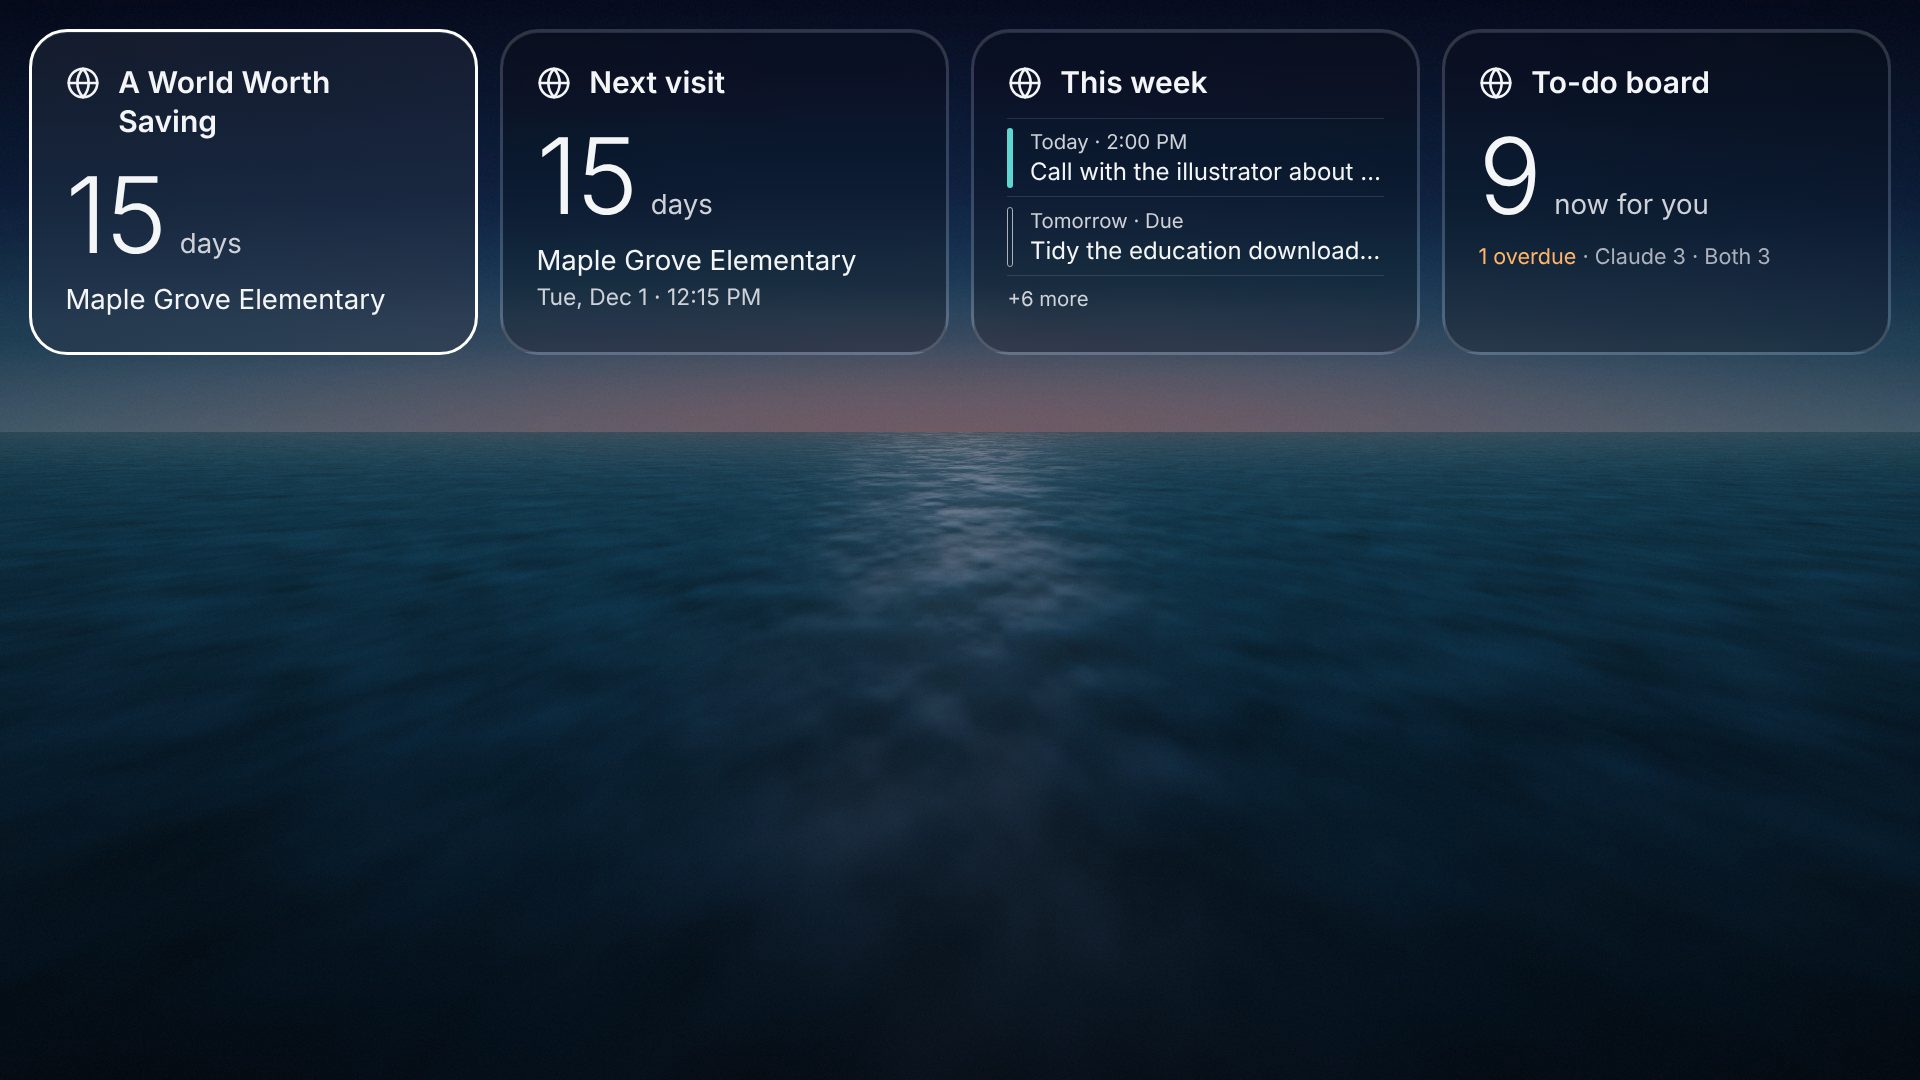 A World Worth
Saving
15 days
Maple Grove Elementary
Next visit
15 days
Maple Grove Elementary
Tue, Dec 1 · 12:15 PM
This week
Today · 2:00 PM
Call with the illustrator about ...
Tomorrow · Due
Tidy the education download...
+6 more
To-do board
9 now for you
1 overdue · Claude 3 · Both 3